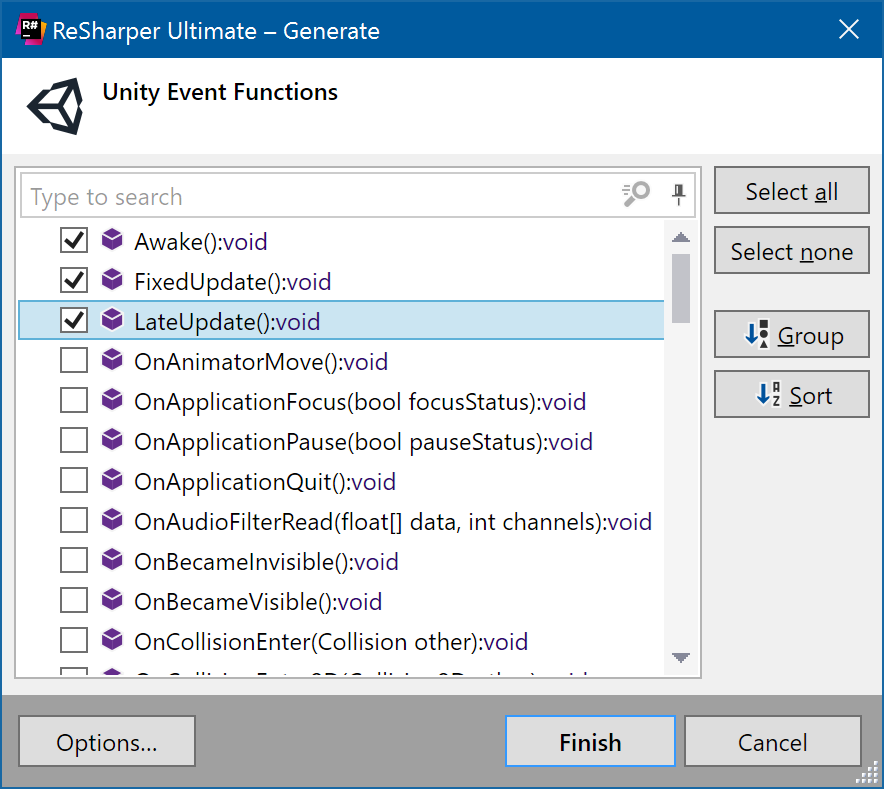 R#
ReSharper Ultimate – Generate
Unity Event Functions
Type to search
Awake():void
FixedUpdate():void
LateUpdate():void
OnAnimatorMove():void
OnApplicationFocus(bool focusStatus):void
OnApplicationPause(bool pauseStatus):void
OnApplicationQuit():void
OnAudioFilterRead(float[] data, int channels):void
OnBecameInvisible():void
OnBecameVisible():void
OnCollisionEnter(Collision other):void
Select all
Select none
Group
Sort
Options...
Finish
Cancel